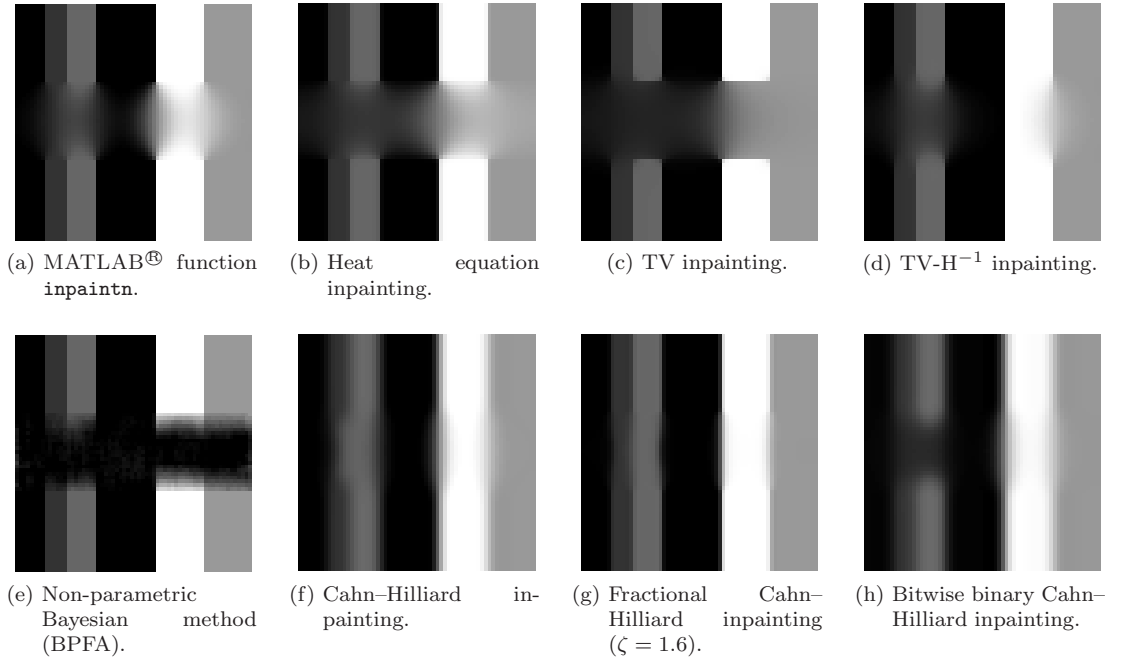 (a) MATLAB® function
inpaintn.
(b) Heat equation
inpainting.
(c) TV inpainting.
(d) TV-H−1 inpainting.
(e) Non-parametric
Bayesian method
(BPFA).
(f) Cahn–Hilliard in-
painting.
(g) Fractional Cahn–
Hilliard inpainting
(ζ = 1.6).
(h) Bitwise binary Cahn–
Hilliard inpainting.